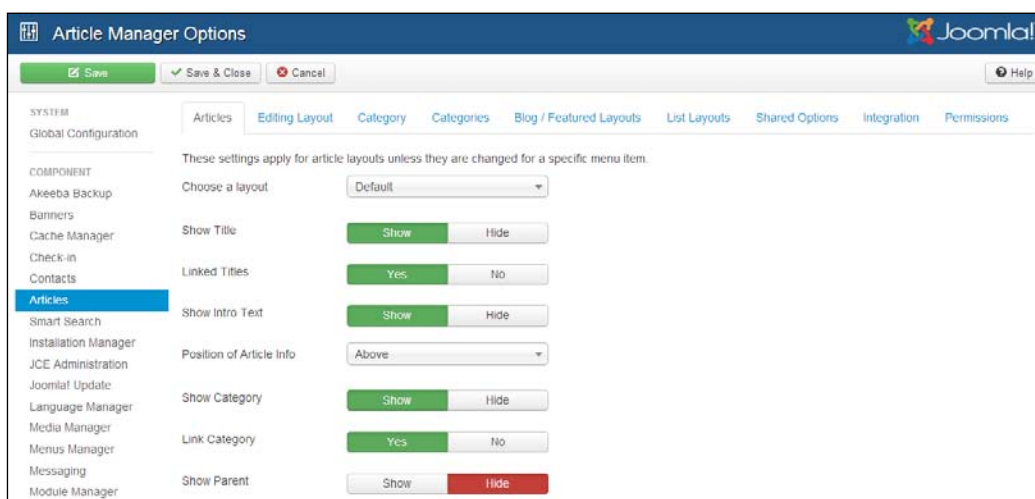 Article Manager Options
Joomla!
Save
Save & Close
Cancel
Help
SYSTEM
Global Configuration
COMPONENT
Akeeba Backup
Banners
Cache Manager
Check-in
Contacts
Articles
Smart Search
Installation Manager
JCE Administration
Joomla! Update
Language Manager
Media Manager
Menus Manager
Messaging
Module Manager
Articles Editing Layout Category Categories Blog / Featured Layouts List Layouts Shared Options Integration Permissions
These settings apply for article layouts unless they are changed for a specific menu item.
Choose a layout Default
Show Title Show Hide
Linked Titles Yes No
Show Intro Text Show Hide
Position of Article Info Above
Show Category Show Hide
Link Category Yes No
Show Parent Show Hide